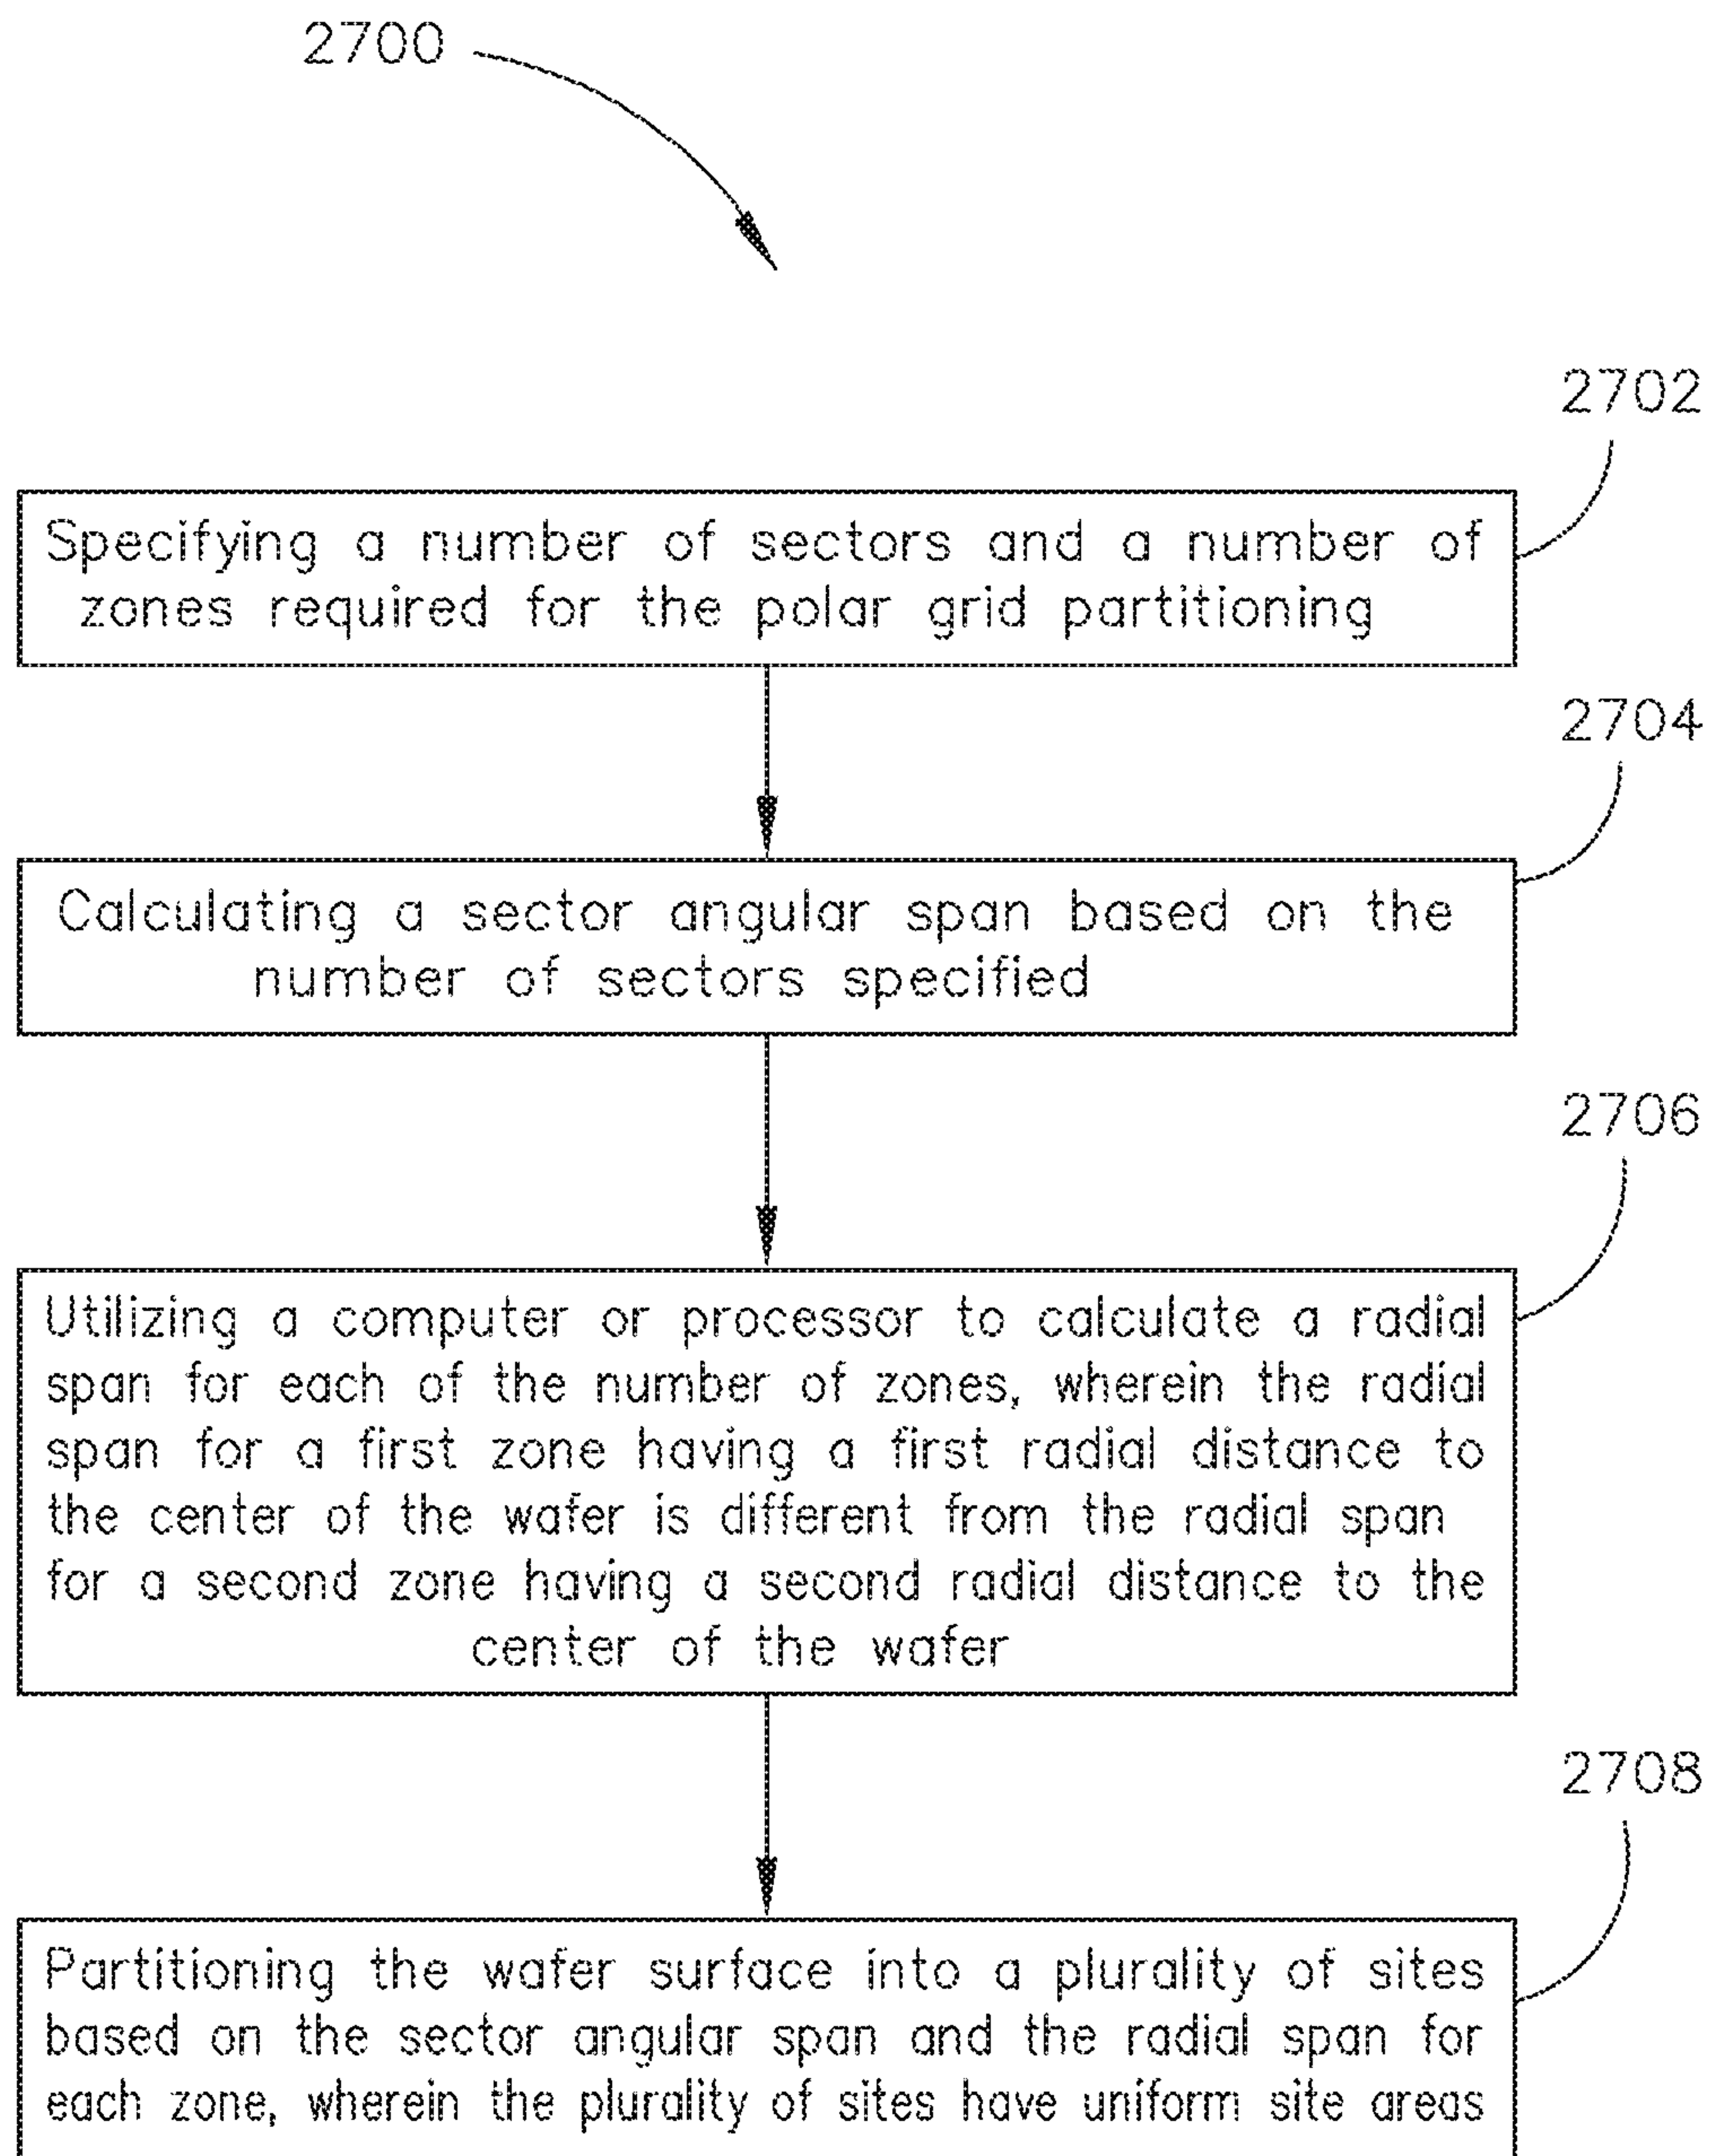 2700
2702
Specifying a number of sectors and a number of
zones required for the polar grid partitioning
2704
Calculating a sector angular span based on the
number of sectors specified
2706
Utilizing a computer or processor to calculate a radial
span for each of the number of zones, wherein the radial
span for a first zone having a first radial distance to
the center of the wafer is different from the radial span
for a second zone having a second radial distance to the
center of the wafer
2708
Partitioning the wafer surface into a plurality of sites
based on the sector angular span and the radial span for
each zone, wherein the plurality of sites have uniform site areas